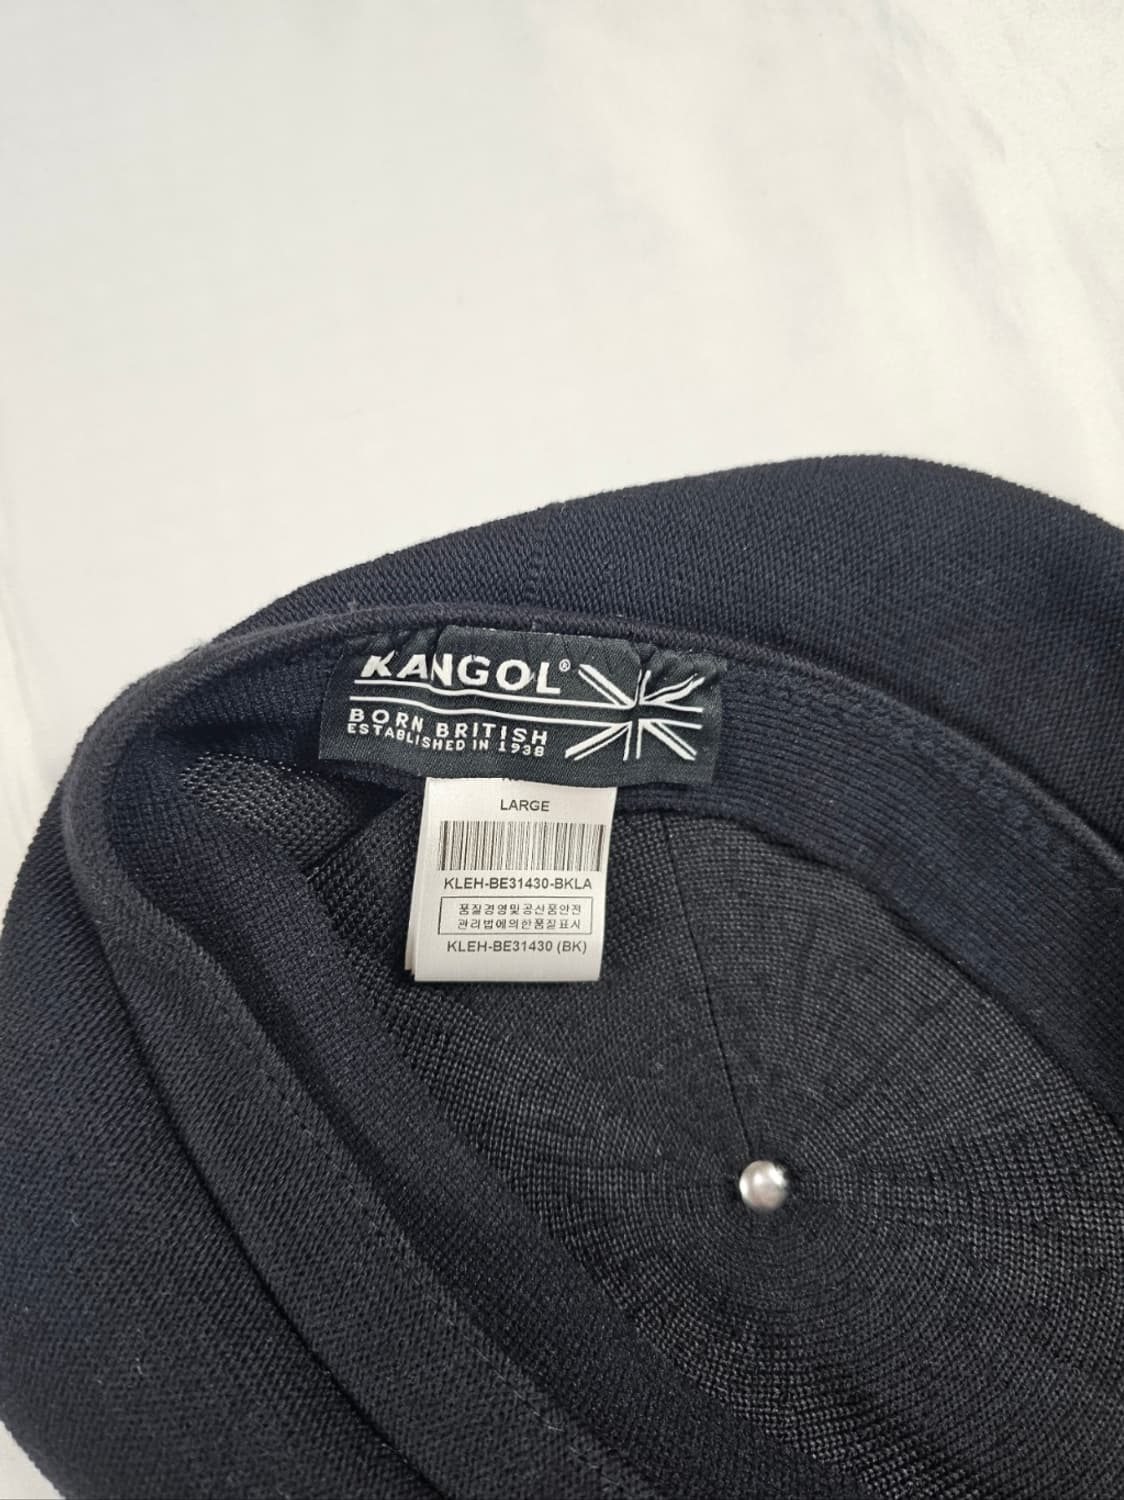 KANGOL®
BORN BRITISH
ESTABLISHED IN 1938
LARGE
KLEH-BE31430-BKLA
품질경영및공산품안전
관리법에의한품질표시
KLEH-BE31430 (BK)